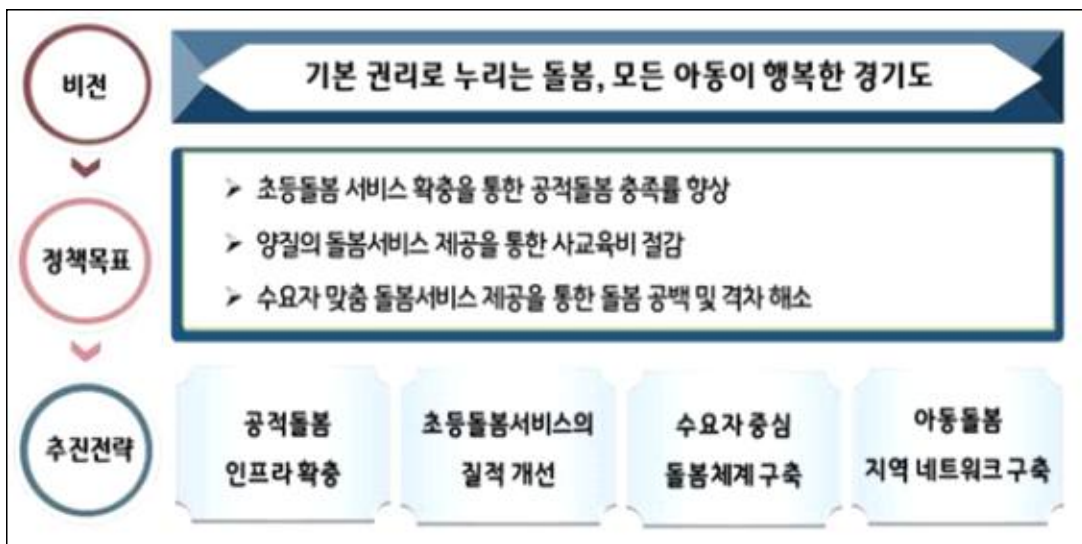 비전
기본 권리로 누리는 돌봄, 모든 아동이 행복한 경기도
정책목표
➤ 초등돌봄 서비스 확충을 통한 공적돌봄 충족률 향상
➤ 양질의 돌봄서비스 제공을 통한 사교육비 절감
➤ 수요자 맞춤 돌봄서비스 제공을 통한 돌봄 공백 및 격차 해소
추진전략
공적돌봄
인프라 확충
초등돌봄서비스의
질적 개선
수요자 중심
돌봄체계 구축
아동돌봄
지역 네트워크 구축